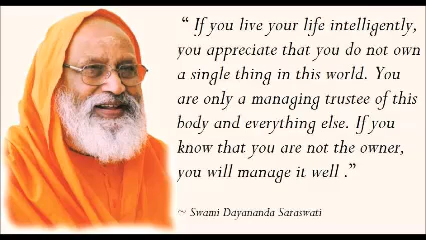 “ If you live your life intelligently,
you appreciate that you do not own
a single thing in this world. You
are only a managing trustee of this
body and everything else. If you
know that you are not the owner,
you will manage it well .”
~ Swami Dayananda Saraswati